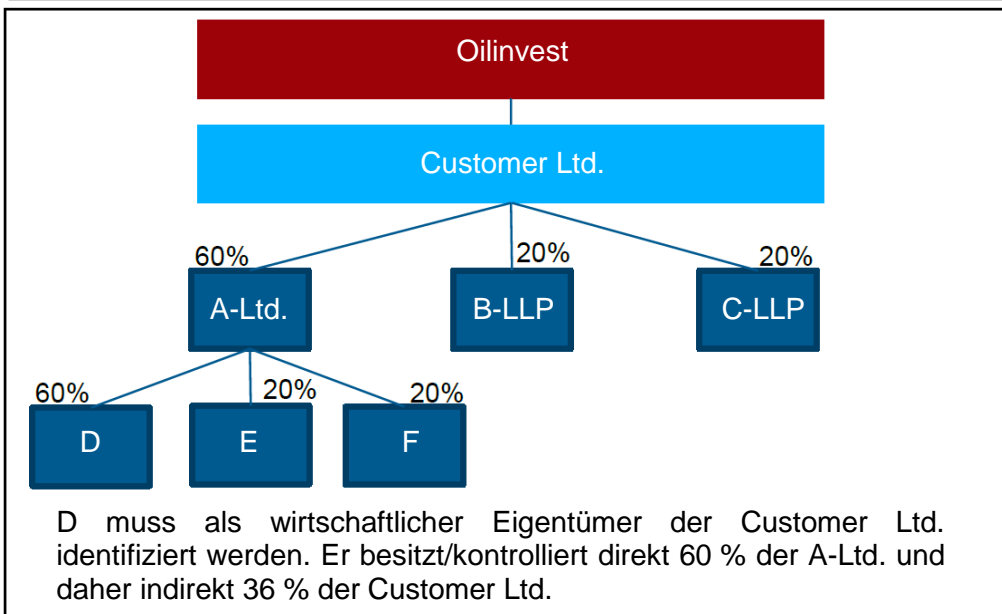 Oilinvest
Customer Ltd.
60%
20%
20%
A-Ltd.
B-LLP
C-LLP
60%
20%
20%
D
E
F
D muss als wirtschaftlicher Eigentümer der Customer Ltd.
identifiziert werden. Er besitzt/kontrolliert direkt 60 % der A-Ltd. und
daher indirekt 36 % der Customer Ltd.